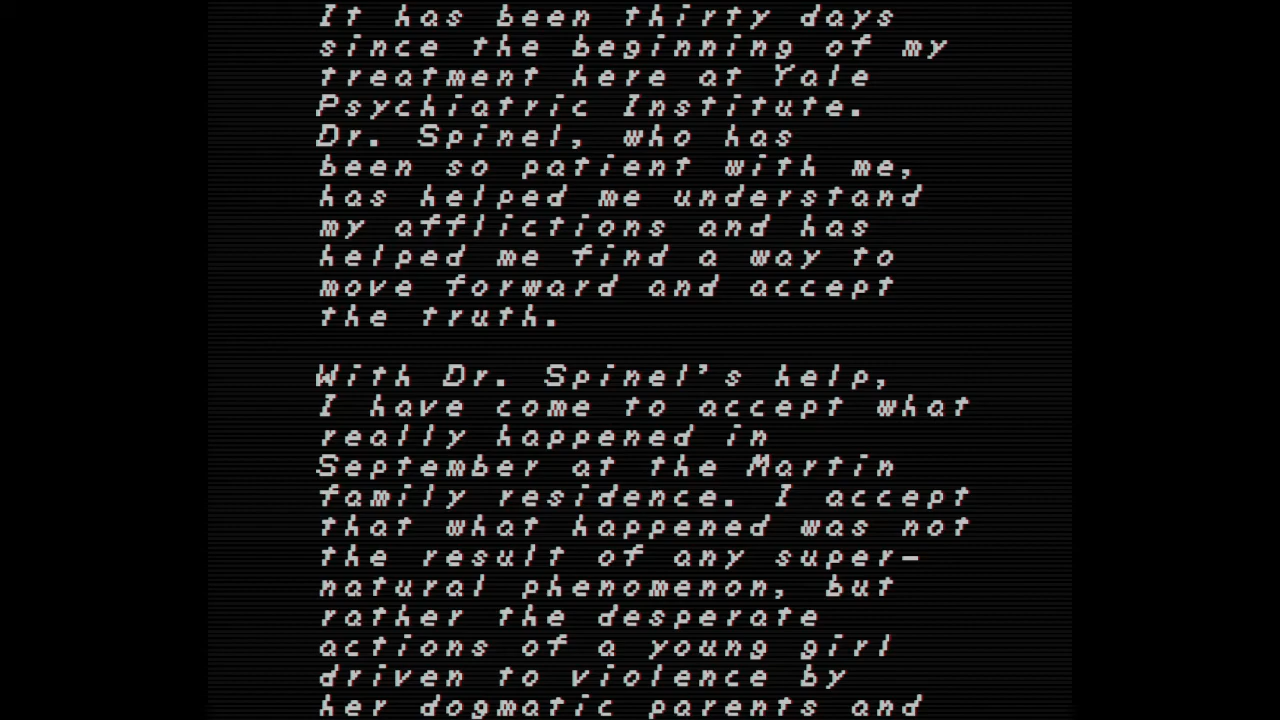 It has been thirty days
since the beginning of my
treatment here at Yale
Psychiatric Institute.
Dr. Spinel, who has
been so patient with me,
has helped me understand
my afflictions and has
helped me find a way to
move forward and accept
the truth.
With Dr. Spinel's help,
I have come to accept what
really happened in
September at the Martin
family residence. I accept
that what happened was not
the result of any super-
natural phenomenon, but
rather the desperate
actions of a young girl
driven to violence by
her dogmatic parents and